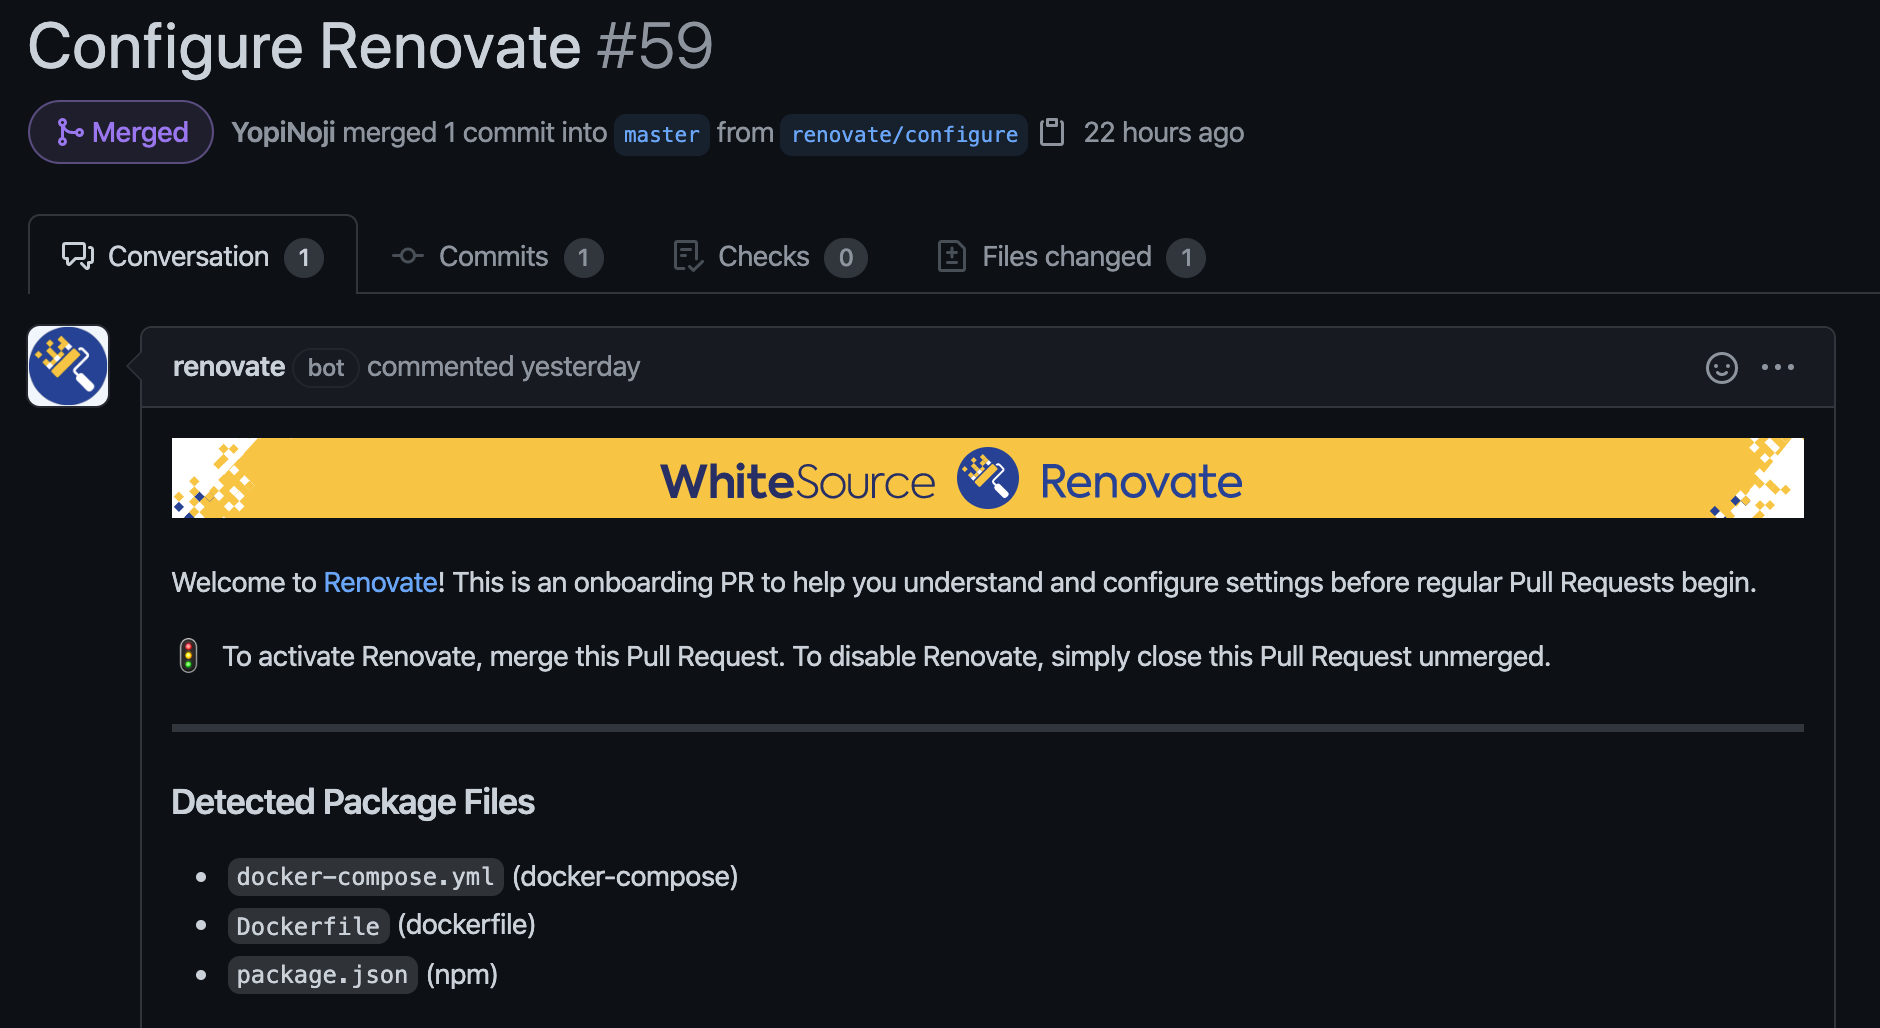 Configure Renovate #59
Merged YopiNoji merged 1 commit into master from renovate/configure 22 hours ago
Conversation 1 Commits 1 Checks 0 Files changed 1
renovate bot commented yesterday
WhiteSource Renovate
Welcome to Renovate! This is an onboarding PR to help you understand and configure settings before regular Pull Requests begin.
🚦 To activate Renovate, merge this Pull Request. To disable Renovate, simply close this Pull Request unmerged.
Detected Package Files
• docker-compose.yml (docker-compose)
• Dockerfile (dockerfile)
• package.json (npm)